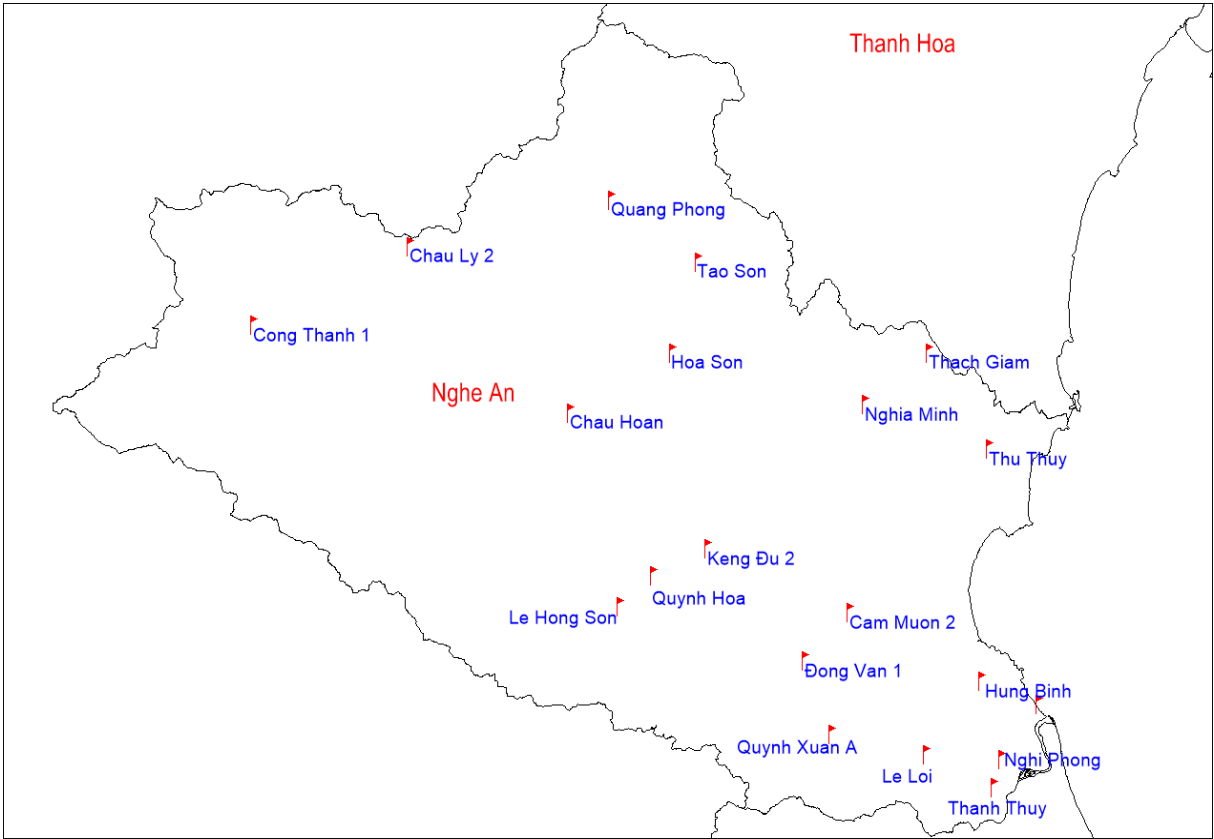 Thanh Hoa
Quang Phong
Chau Ly 2
Tao Son
Cong Thanh 1
Hoa Son
Thach Giam
Nghe An
Chau Hoan
Nghia Minh
Thu Thuy
Keng Đu 2
Quynh Hoa
Le Hong Son
Cam Muon 2
Đong Van 1
Hung Binh
Quynh Xuan A
Nghi Phong
Le Loi
Thanh Thuy